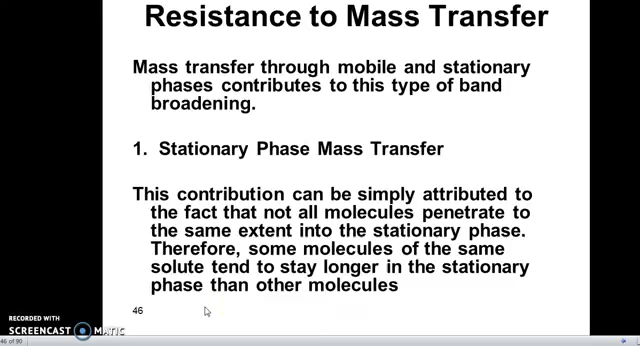 Resistance to Mass Transfer
Mass transfer through mobile and stationary
phases contributes to this type of band
broadening.
1. Stationary Phase Mass Transfer
This contribution can be simply attributed to
the fact that not all molecules penetrate to
the same extent into the stationary phase.
Therefore, some molecules of the same
solute tend to stay longer in the stationary
phase than other molecules
46
RECORDED WITH
SCREENCAST MATIC
46 of 90